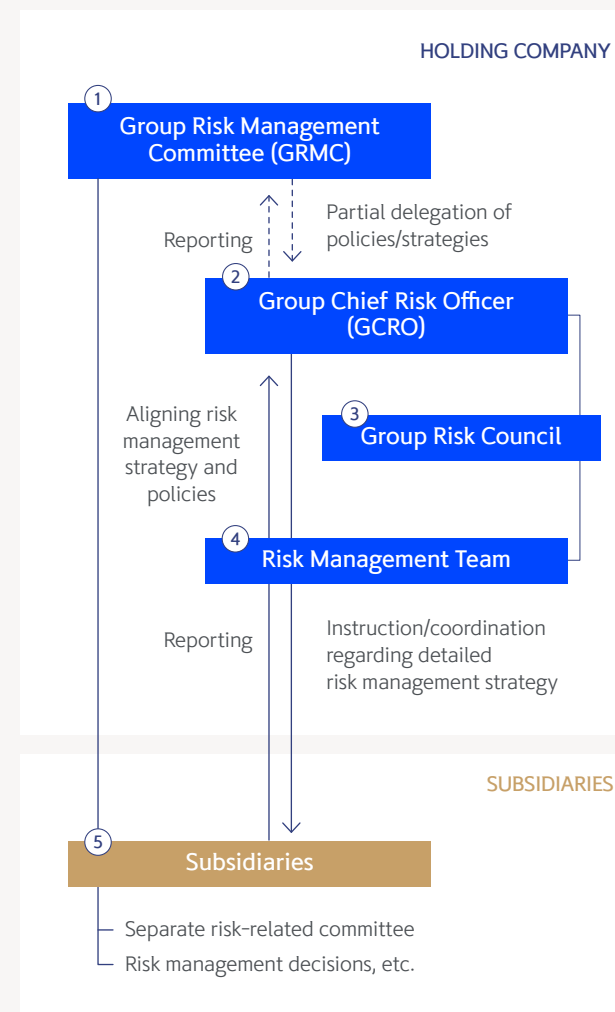 HOLDING COMPANY
1
Group Risk Management
Committee (GRMC)
Reporting
Partial delegation of
policies/strategies
2
Group Chief Risk Officer
(GCRO)
Aligning risk
management
strategy and
policies
3
Group Risk Council
4
Risk Management Team
Reporting
Instruction/coordination
regarding detailed
risk management strategy
SUBSIDIARIES
5
Subsidiaries
Separate risk-related committee
Risk management decisions, etc.